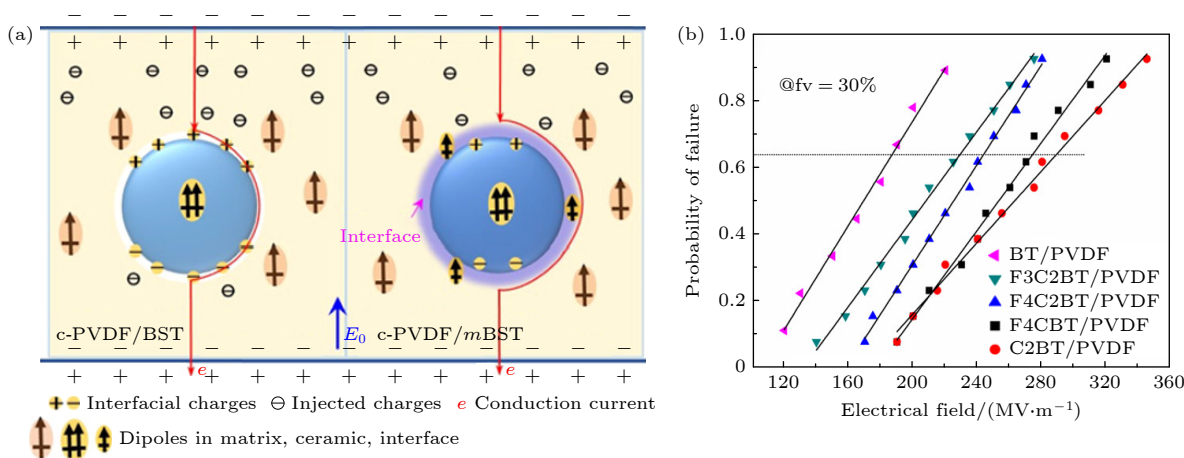 (a)
Interface
c-PVDF/BST
E₀
c-PVDF/mBST
e
e
Interfacial charges
Injected charges
e Conduction current
Dipoles in matrix, ceramic, interface
(b)
Probability of failure
1.0
0.8
0.6
0.4
0.2
0
@fv = 30%
BT/PVDF
F3C2BT/PVDF
F4C2BT/PVDF
F4CBT/PVDF
C2BT/PVDF
120 160 200 240 280 320 360
Electrical field/(MV·m⁻¹)